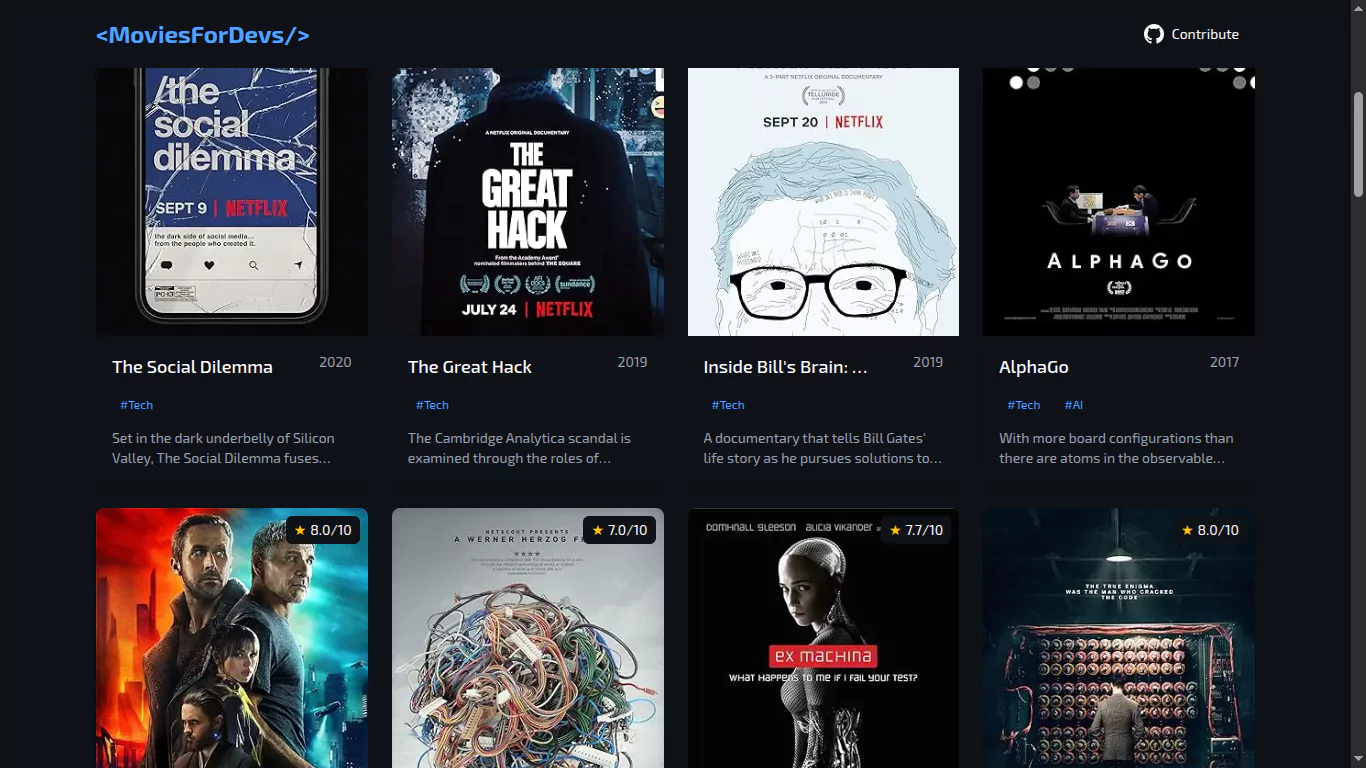 <MoviesForDevs/>
Contribute
/the
social
dilemma
SEPT 9 | NETFLIX
the dark side of social media...
from the people who created it.
A NETFLIX ORIGINAL DOCUMENTARY
THE
GREAT
HACK
From the Academy Award®
nominated filmmakers behind THE SQUARE
sundance
JULY 24 | NETFLIX
A 3-PART NETFLIX ORIGINAL DOCUMENTARY
TELLURIDE
SEPT 20 | NETFLIX
ALPHAGO
The Social Dilemma
2020
#Tech
Set in the dark underbelly of Silicon
Valley, The Social Dilemma fuses…
The Great Hack
2019
#Tech
The Cambridge Analytica scandal is
examined through the roles of…
Inside Bill's Brain: …
2019
#Tech
A documentary that tells Bill Gates'
life story as he pursues solutions to…
AlphaGo
2017
#Tech
#AI
With more board configurations than
there are atoms in the observable…
★ 8.0/10
NETSCOUT PRESENTS
A WERNER HERZOG
★ 7.0/10
DOMHNALL GLEESON ALICIA VIKANDER
★ 7.7/10
ex machina
WHAT HAPPENS TO ME IF I FAIL YOUR TEST?
★ 8.0/10
THE TRUE ENIGMA
WAS THE MAN WHO CRACKED
THE CODE